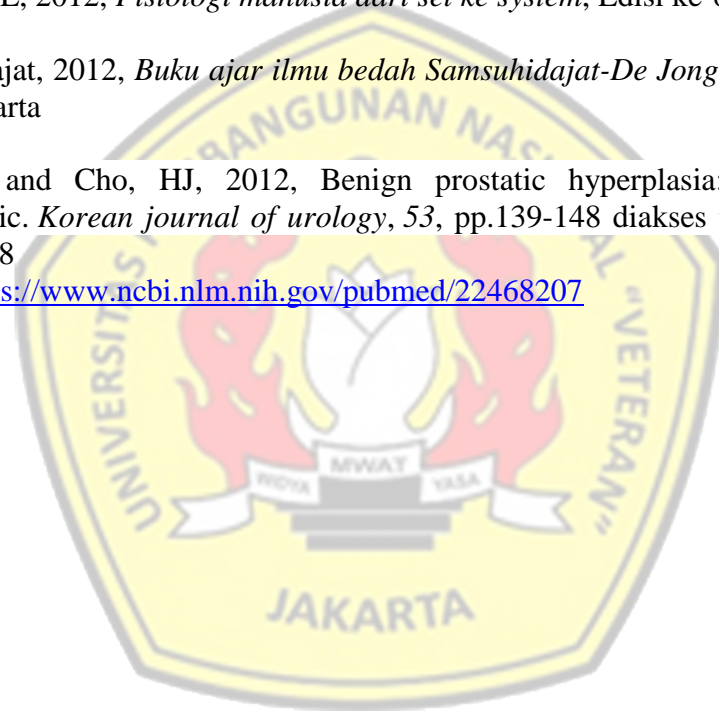 L, 2012, Fisiologi manusia dari sel ke system, Edisi ke
ajat, 2012, Buku ajar ilmu bedah Samsuhidajat-De Jong
arta
and Cho, HJ, 2012, Benign prostatic hyperplasia:
ic. Korean journal of urology, 53, pp.139-148 diakses
8
s://www.ncbi.nlm.nih.gov/pubmed/22468207
UNIVERSITAS PEMBANGUNAN NASIONAL "VETERAN"
WIDYA MWAT YASA
JAKARTA